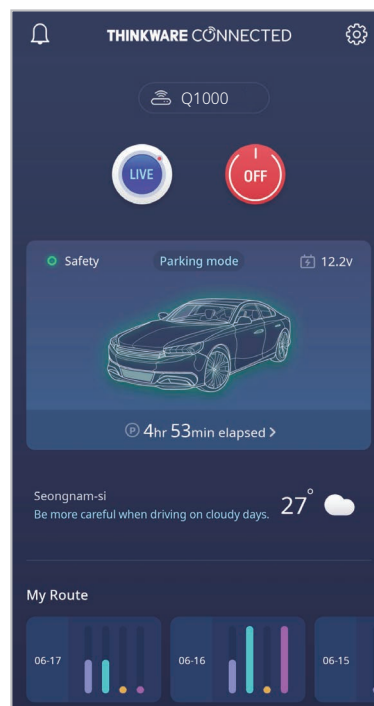 THINKWARE CONNECTED
Q1000
LIVE
OFF
Safety
Parking mode
12.2v
P
4hr 53min elapsed >
Seongnam-si
Be more careful when driving on cloudy days.
27°
My Route
06-17
06-16
06-15